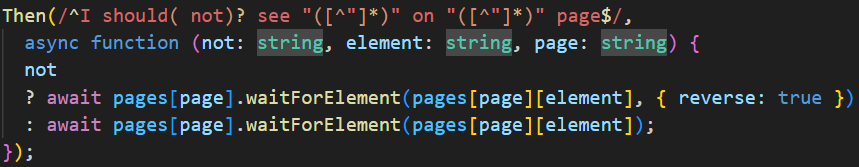 Then(/^I should( not)? see "([^"]*)" on "([^"]*)" page$/,
async function (not: string, element: string, page: string) {
not
? await pages[page].waitForElement(pages[page][element], { reverse: true })
: await pages[page].waitForElement(pages[page][element]);
});